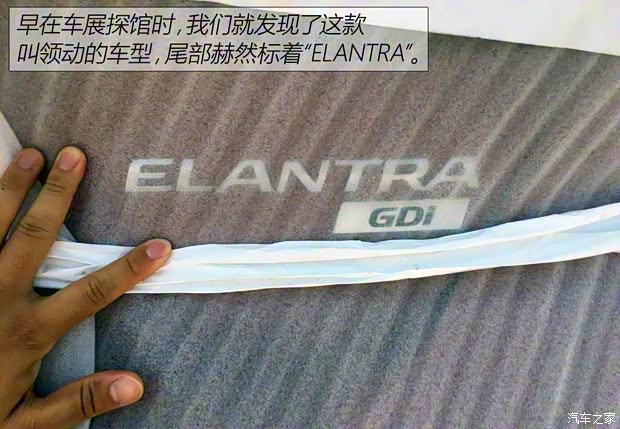 早在车展探馆时，我们就发现了这款
叫领动的车型，尾部赫然标着“ELANTRA”。
ELANTRA
GDi
汽车之家